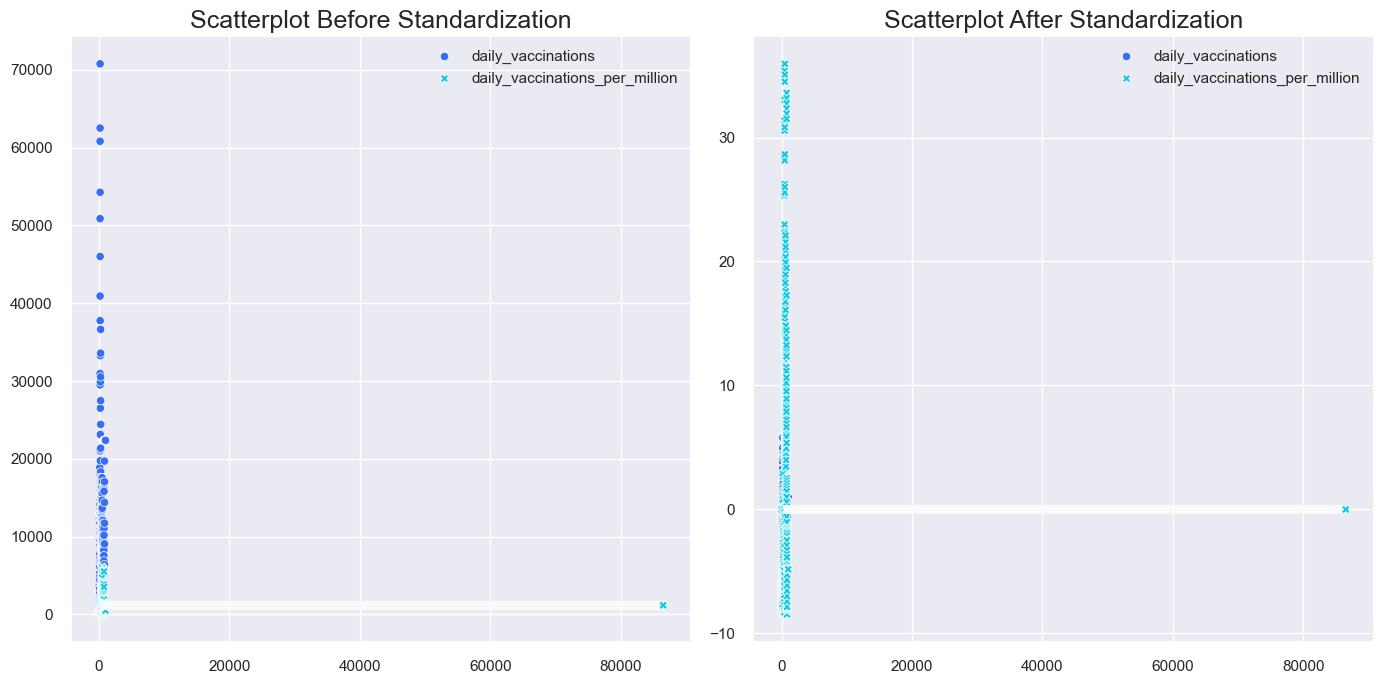 Scatterplot Before Standardization
daily_vaccinations
daily_vaccinations_per_million
70000
60000
50000
40000
30000
20000
10000
0
0 20000 40000 60000 80000
Scatterplot After Standardization
daily_vaccinations
daily_vaccinations_per_million
30
20
10
0
−10
0 20000 40000 60000 80000